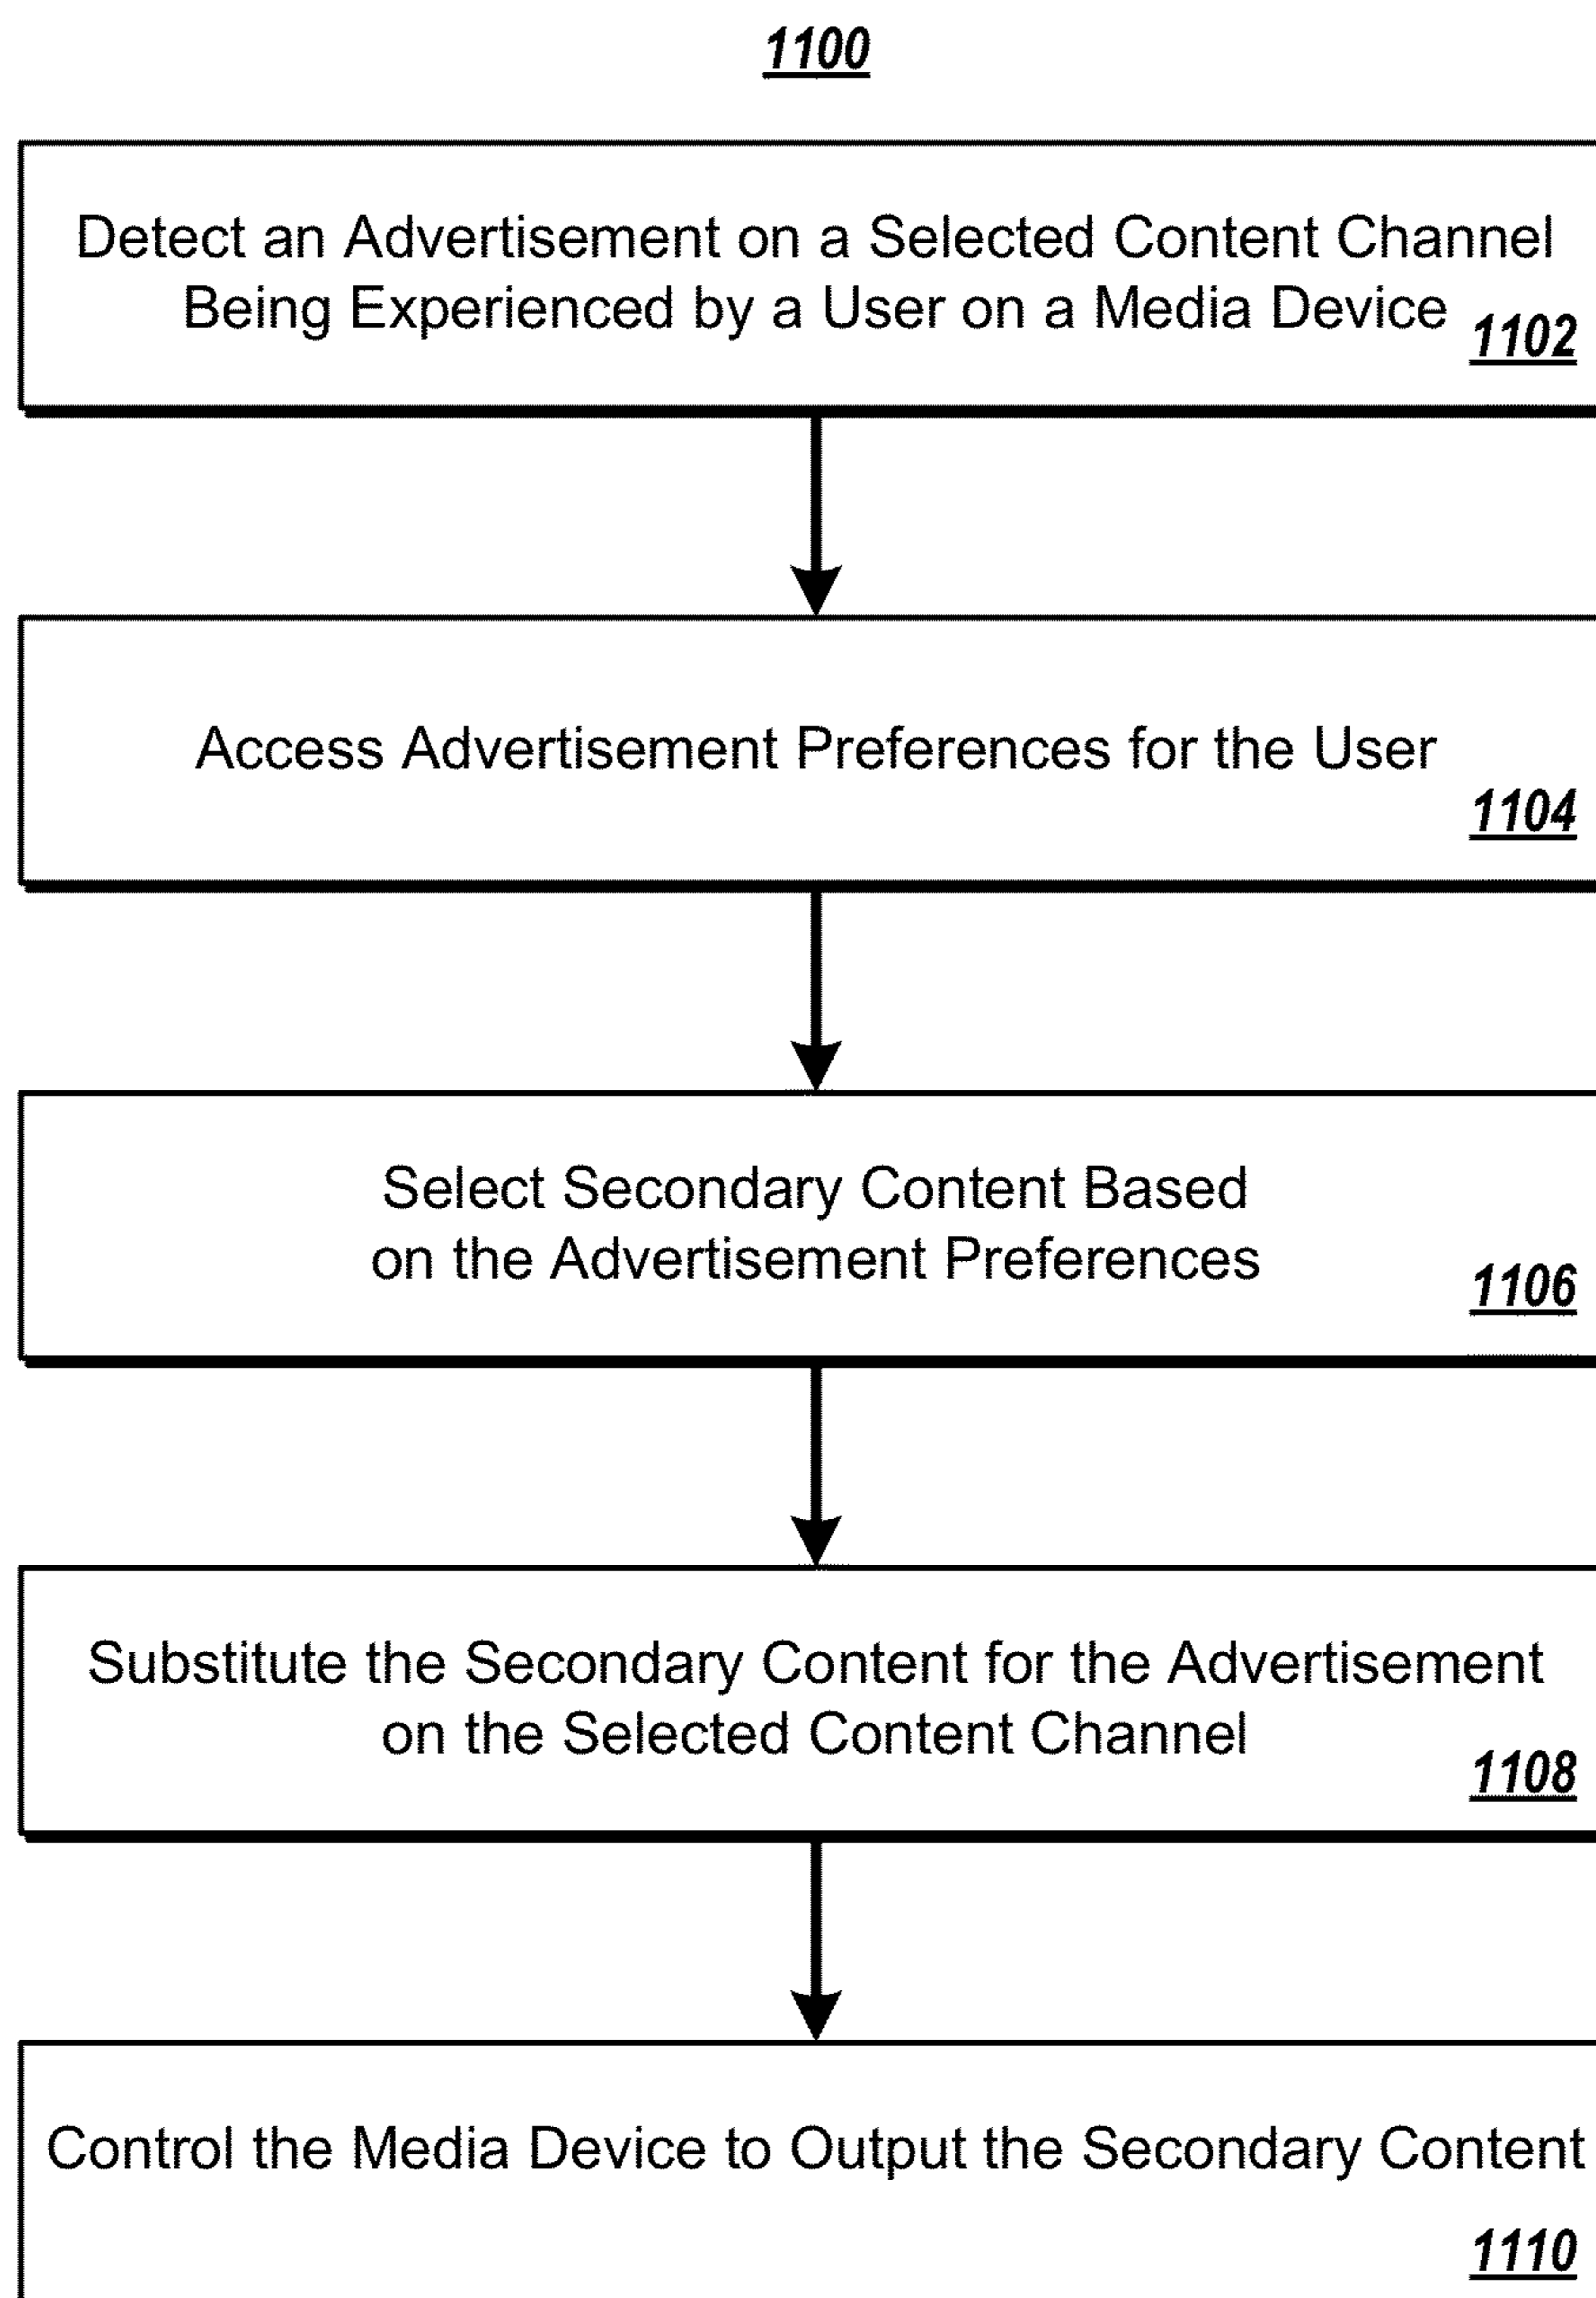 1100
Detect an Advertisement on a Selected Content Channel
Being Experienced by a User on a Media Device
1102
Access Advertisement Preferences for the User
1104
Select Secondary Content Based
on the Advertisement Preferences
1106
Substitute the Secondary Content for the Advertisement
on the Selected Content Channel
1108
Control the Media Device to Output the Secondary Content
1110